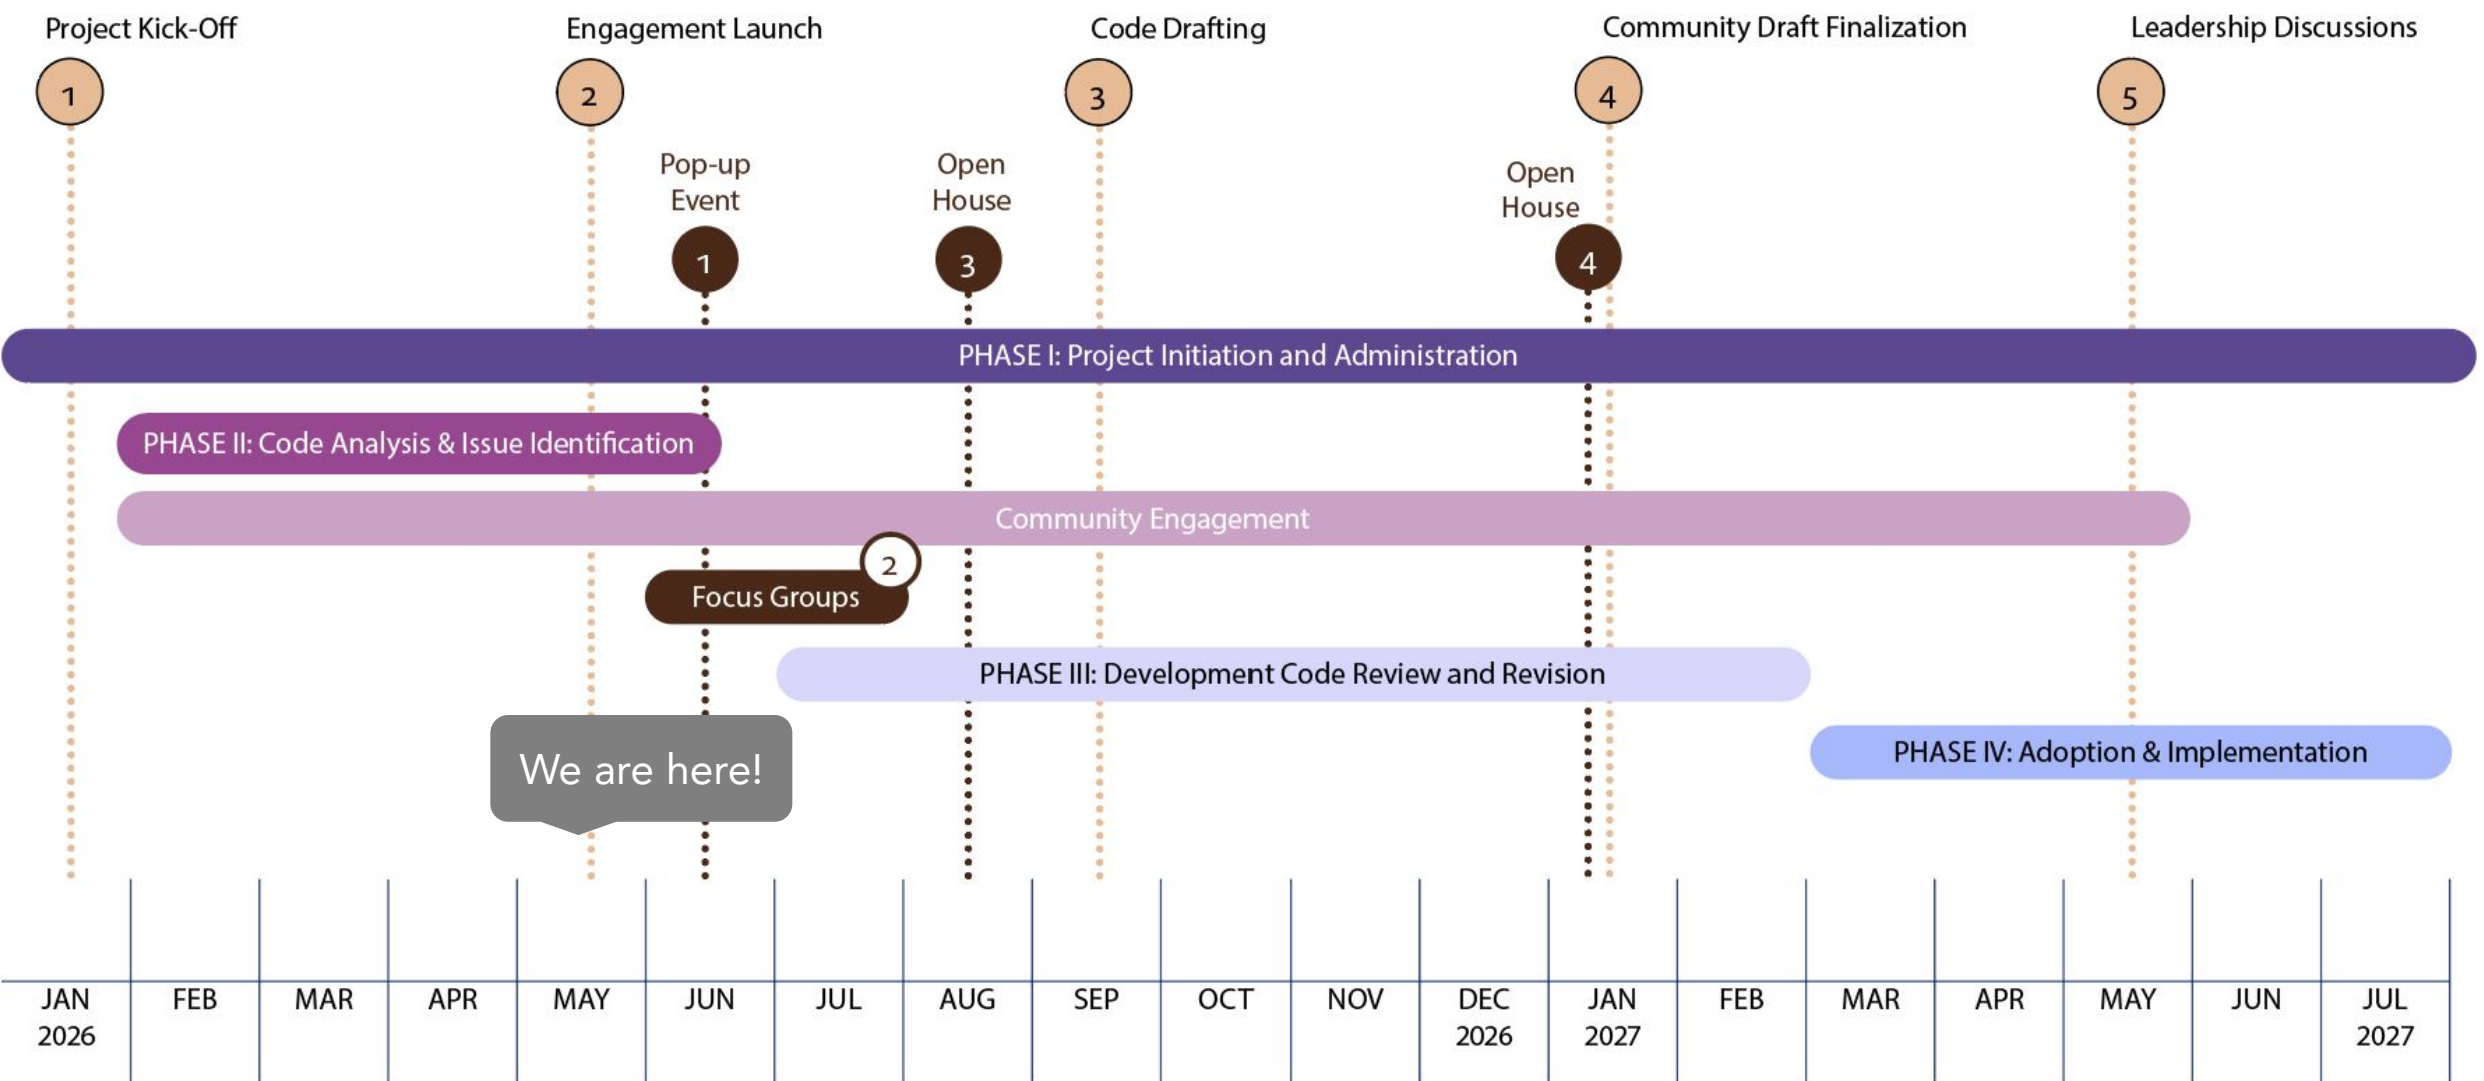 Project Kick-Off
Engagement Launch
Code Drafting
Community Draft Finalization
Leadership Discussions
1
2
3
4
5
Pop-up
Event
Open
House
Open
House
1
3
4
PHASE I: Project Initiation and Administration
PHASE II: Code Analysis & Issue Identification
Community Engagement
2
Focus Groups
PHASE III: Development Code Review and Revision
PHASE IV: Adoption & Implementation
We are here!
JAN
2026
FEB
MAR
APR
MAY
JUN
JUL
AUG
SEP
OCT
NOV
DEC
2026
JAN
2027
FEB
MAR
APR
MAY
JUN
JUL
2027